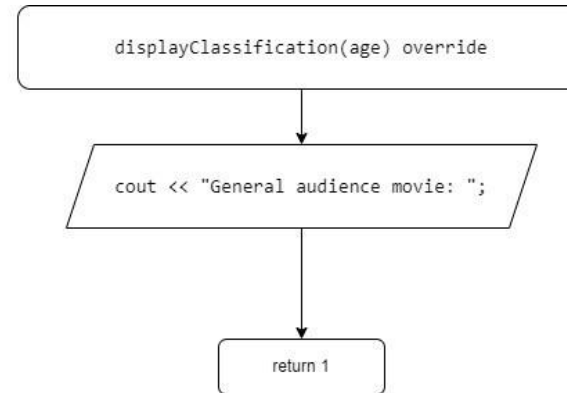 displayClassification(age) override
cout << "General audience movie: ";
return 1